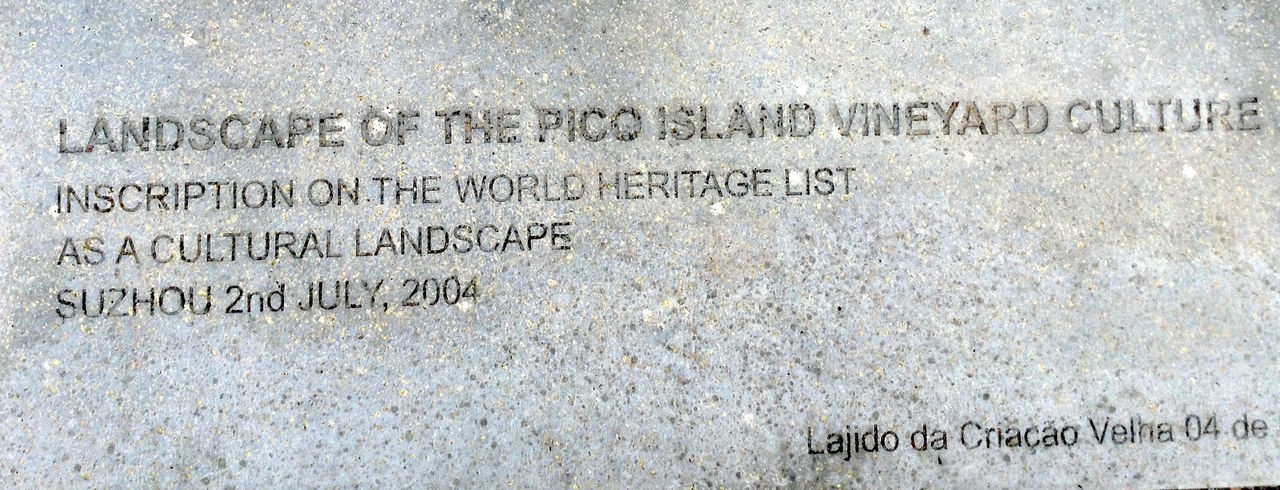 LANDSCAPE OF THE PICO ISLAND VINEYARD CULTURE
INSCRIPTION ON THE WORLD HERITAGE LIST
AS A CULTURAL LANDSCAPE
SUZHOU 2nd JULY, 2004
Lajido da Criação Velha 04 de